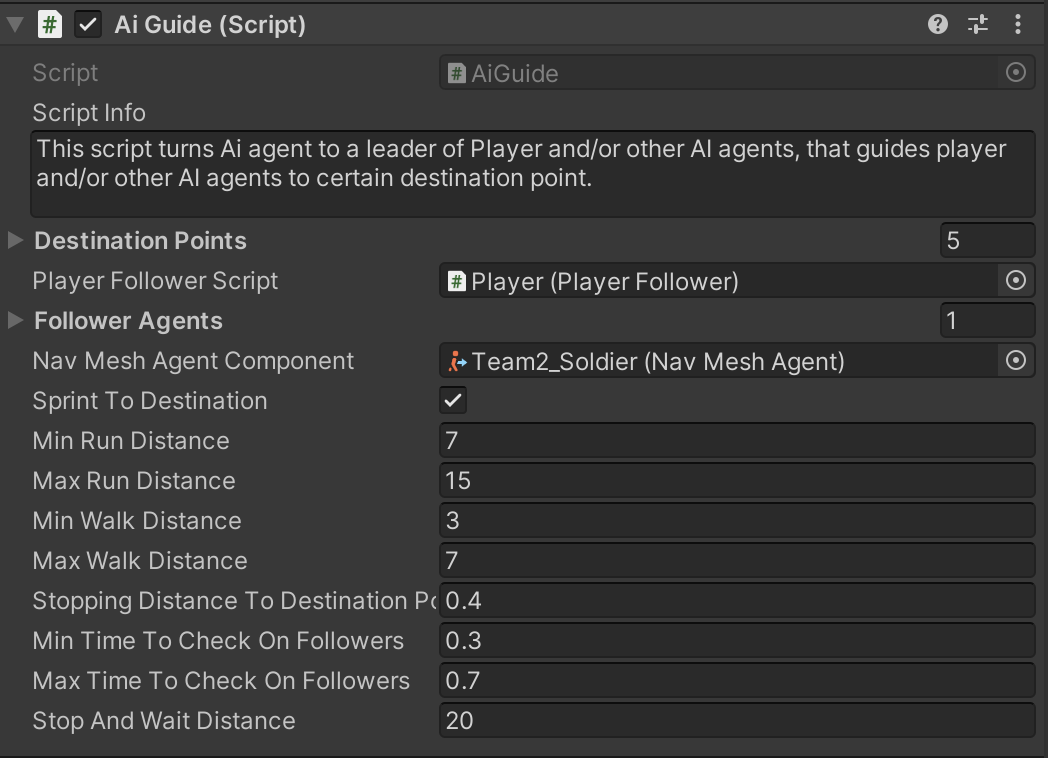 Ai Guide (Script)
Script AiGuide
Script Info
This script turns Ai agent to a leader of Player and/or other AI agents, that guides player
and/or other AI agents to certain destination point.
Destination Points 5
Player Follower Script Player (Player Follower)
Follower Agents 1
Nav Mesh Agent Component Team2_Soldier (Nav Mesh Agent)
Sprint To Destination
Min Run Distance 7
Max Run Distance 15
Min Walk Distance 3
Max Walk Distance 7
Stopping Distance To Destination Po 0.4
Min Time To Check On Followers 0.3
Max Time To Check On Followers 0.7
Stop And Wait Distance 20